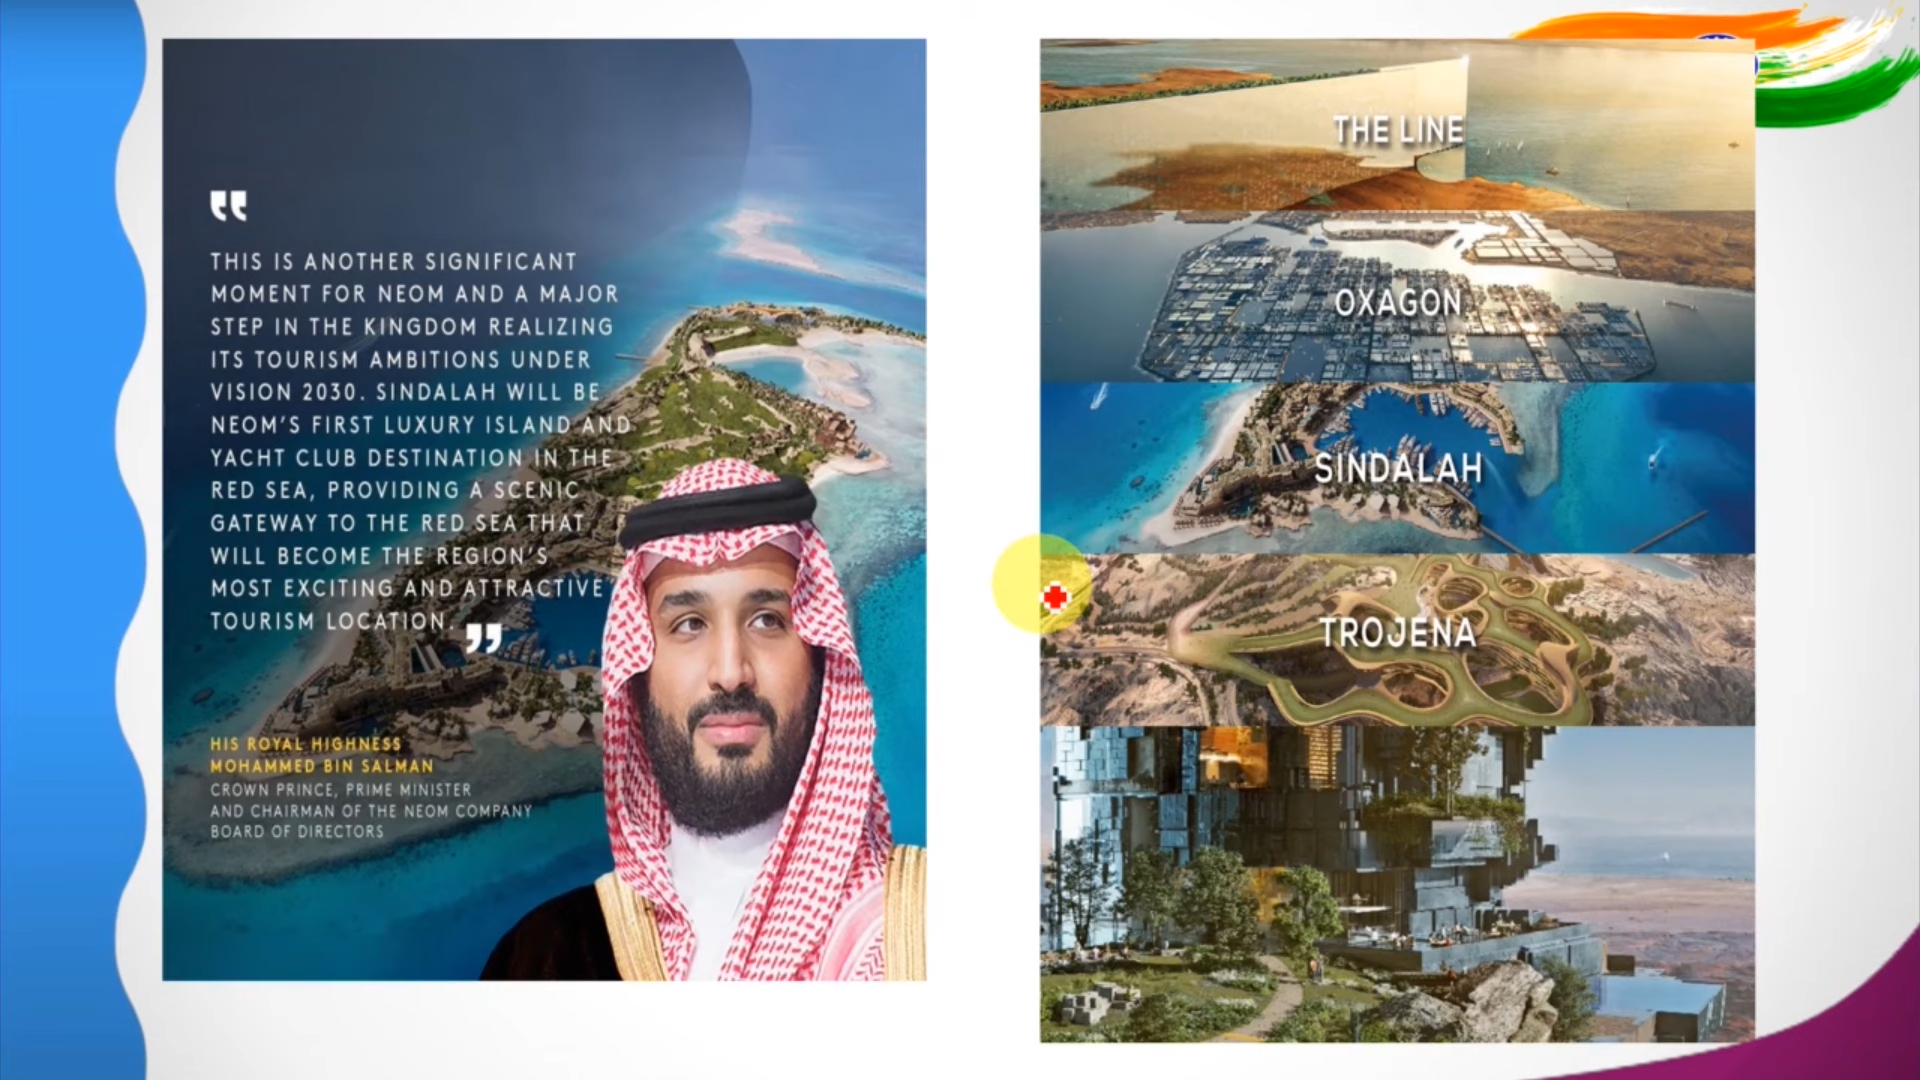 THIS IS ANOTHER SIGNIFICANT
MOMENT FOR NEOM AND A MAJOR
STEP IN THE KINGDOM REALIZING
ITS TOURISM AMBITIONS UNDER
VISION 2030. SINDALAH WILL BE
NEOM’S FIRST LUXURY ISLAND AND
YACHT CLUB DESTINATION IN THE
RED SEA, PROVIDING A SCENIC
GATEWAY TO THE RED SEA THAT
WILL BECOME THE REGION’S
MOST EXCITING AND ATTRACTIVE
TOURISM LOCATION.
HIS ROYAL HIGHNESS
MOHAMMED BIN SALMAN
CROWN PRINCE, PRIME MINISTER
AND CHAIRMAN OF THE NEOM COMPANY
BOARD OF DIRECTORS
THE LINE
OXAGON
SINDALAH
TROJENA